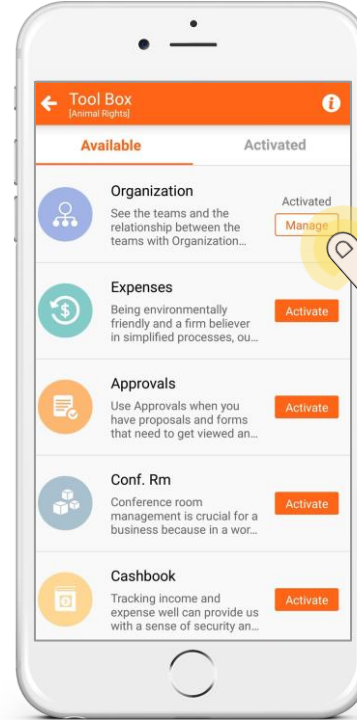 Tool Box
[Animal Rights]
Available Activated
Organization
See the teams and the
relationship between the
teams with Organization...
Activated
Manage
Expenses
Being environmentally
friendly and a firm believer
in simplified processes, ou...
Activate
Approvals
Use Approvals when you
have proposals and forms
that need to get viewed an...
Activate
Conf. Rm
Conference room
management is crucial for a
business because in a wor...
Activate
Cashbook
Tracking income and
expense well can provide us
with a sense of security an...
Activate